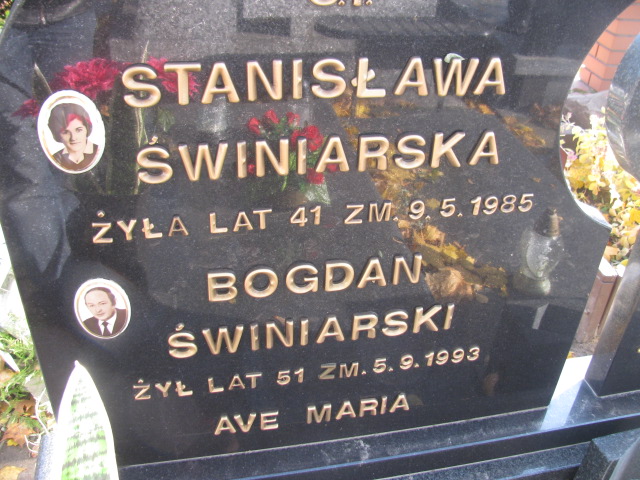 STANISŁAWA
ŚWINIARSKA
ŻYŁA LAT 41 ZM. 9.5.1985
BOGDAN
ŚWINIARSKI
ŻYŁ LAT 51 ZM. 5.9.1993
AVE MARIA